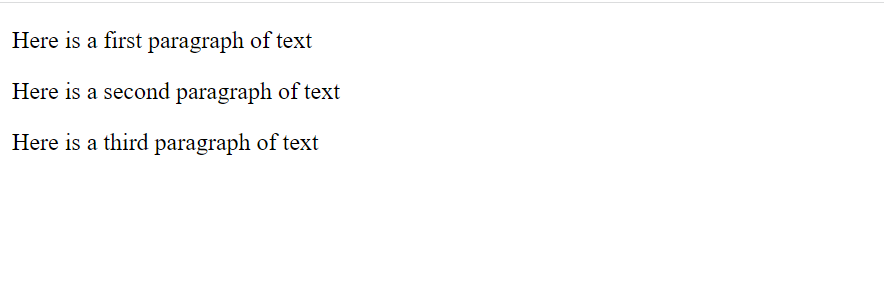 Here is a first paragraph of text
Here is a second paragraph of text
Here is a third paragraph of text